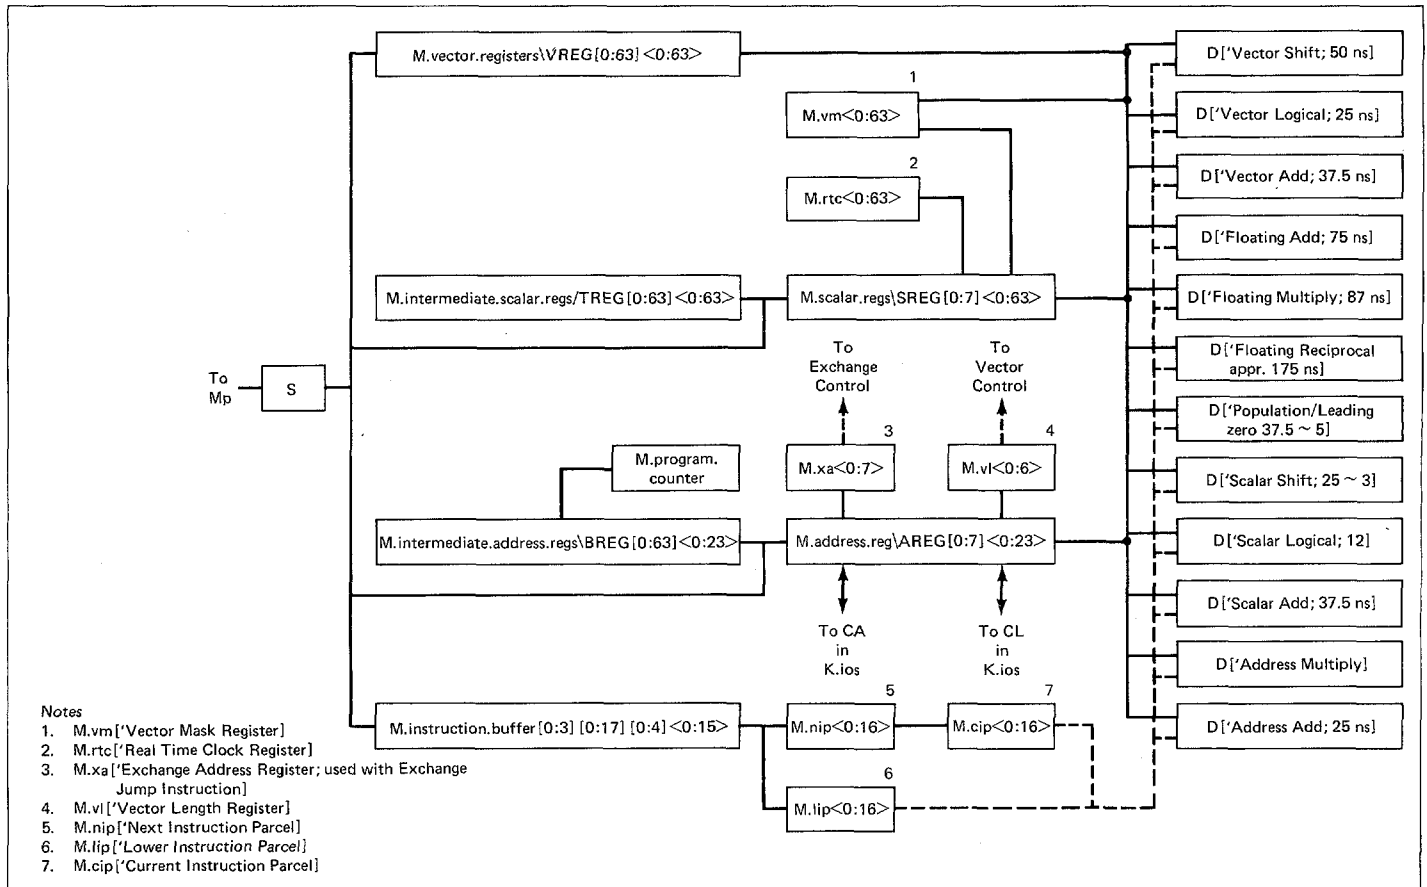 M.vector.registers\VREG[0:63]<0:63>
1
M.vm<0:63>
2
M.rtc<0:63>
M.intermediate.scalar.regs/TREG[0:63]<0:63>
M.scalar.regs\SREG[0:7]<0:63>
To
Mp
S
To
Exchange
Control
To
Vector
Control
3
M.xa<0:7>
4
M.vl<0:6>
M.program.
counter
M.intermediate.address.regs\BREG[0:63]<0:23>
M.address.reg\AREG[0:7]<0:23>
To CA
in
K.ios
To CL
in
K.ios
M.instruction.buffer[0:3] [0:17] [0:4]<0:15>
5
M.nip<0:16>
7
M.cip<0:16>
6
M.lip<0:16>
D['Vector Shift; 50 ns]
D['Vector Logical; 25 ns]
D['Vector Add; 37.5 ns]
D['Floating Add; 75 ns]
D['Floating Multiply; 87 ns]
D['Floating Reciprocal
appr. 175 ns]
D['Population/Leading
zero 37.5 ~ 5]
D['Scalar Shift; 25 ~ 3]
D['Scalar Logical; 12]
D['Scalar Add; 37.5 ns]
D['Address Multiply]
D['Address Add; 25 ns]
Notes
1. M.vm['Vector Mask Register]
2. M.rtc['Real Time Clock Register]
3. M.xa['Exchange Address Register; used with Exchange
Jump Instruction]
4. M.vl['Vector Length Register]
5. M.nip['Next Instruction Parcel]
6. M.lip['Lower Instruction Parcel]
7. M.cip['Current Instruction Parcel]